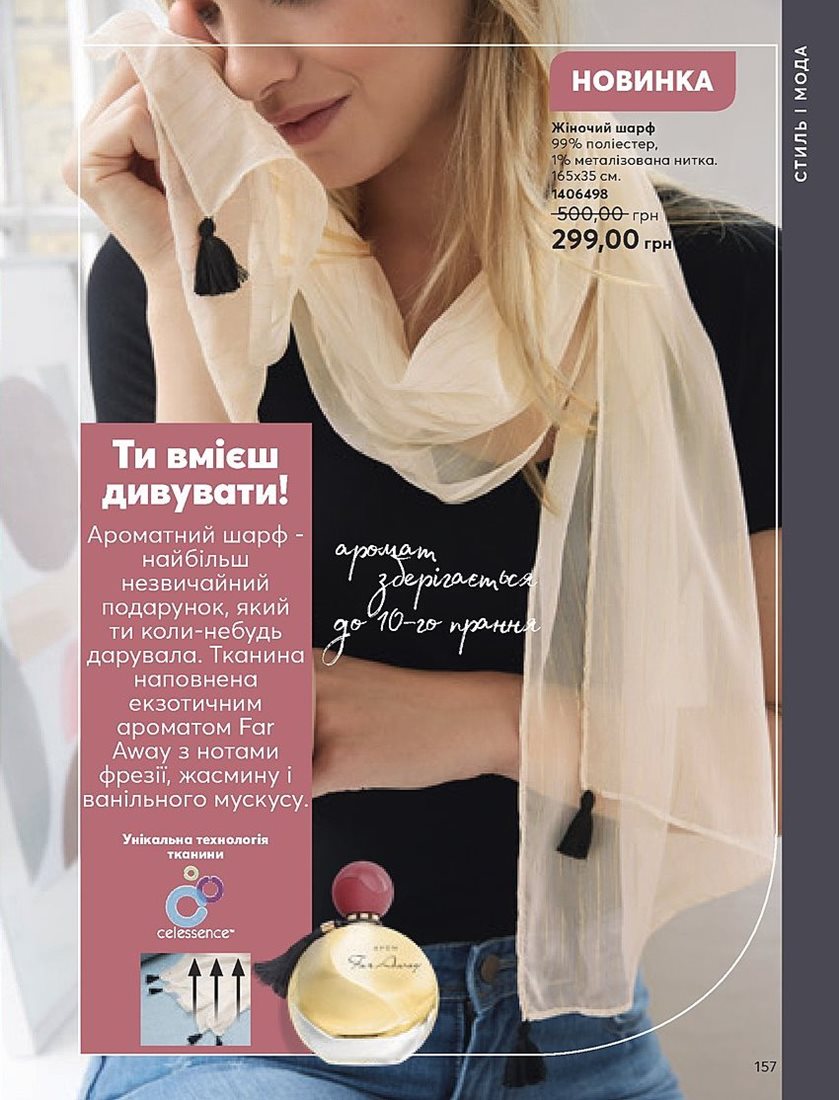 СТИЛЬ | МОДА
НОВИНКА
Жіночий шарф
99% поліестер,
1% металізована нитка.
165х35 см.
1406498
500,00 грн
299,00 грн
Ти вмієш
дивувати!
Ароматний шарф -
найбільш
незвичайний
подарунок, який
ти коли-небудь
дарувала. Тканина
наповнена
екзотичним
ароматом Far
Away з нотами
фрезії, жасмину і
ванільного мускусу.
аромат
зберігається
до 10-го прання
Унікальна технологія
тканини
celessence™
AVON
Far Away
157